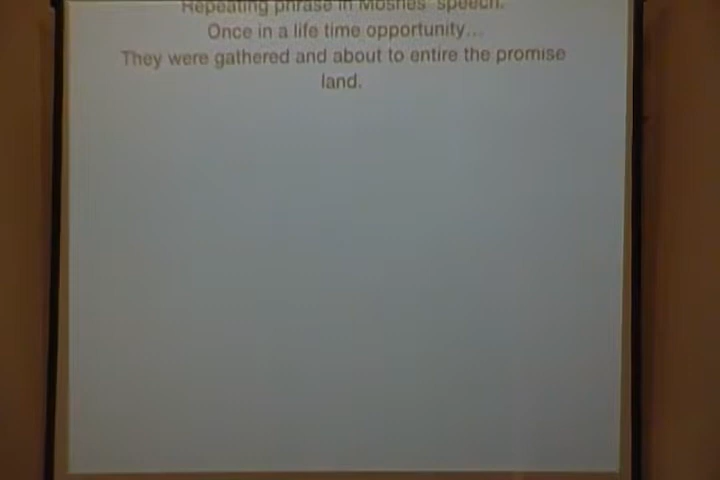 Repeating phrase in Moshes' speech.
Once in a life time opportunity...
They were gathered and about to entire the promise
land.